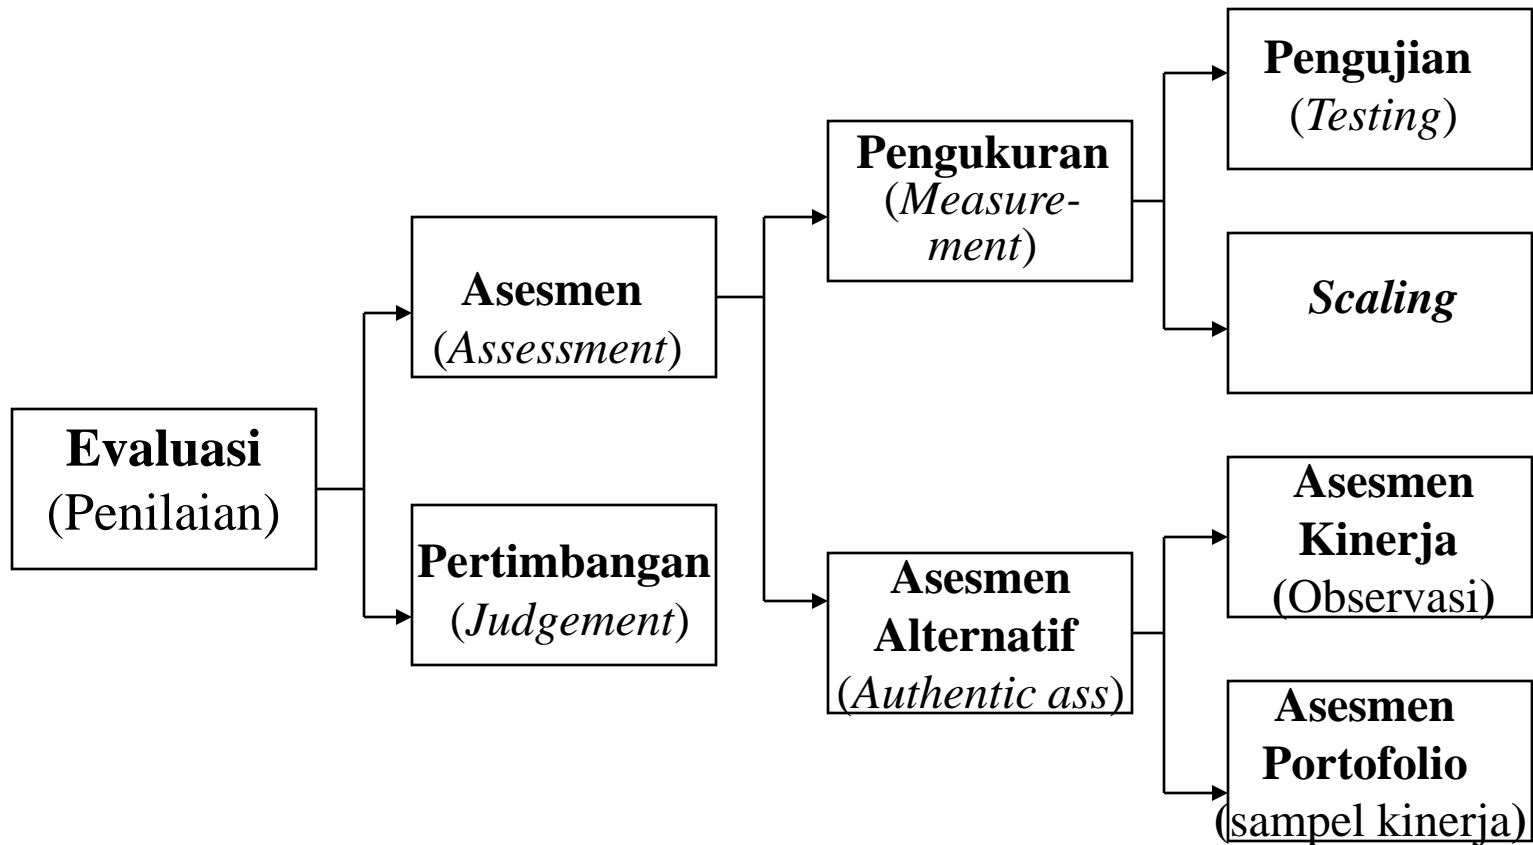 Evaluasi
(Penilaian)
Asesmen
(Assessment)
Pertimbangan
(Judgement)
Pengukuran
(Measure-
ment)
Asesmen
Alternatif
(Authentic ass)
Pengujian
(Testing)
Scaling
Asesmen
Kinerja
(Observasi)
Asesmen
Portofolio
(sampel kinerja)